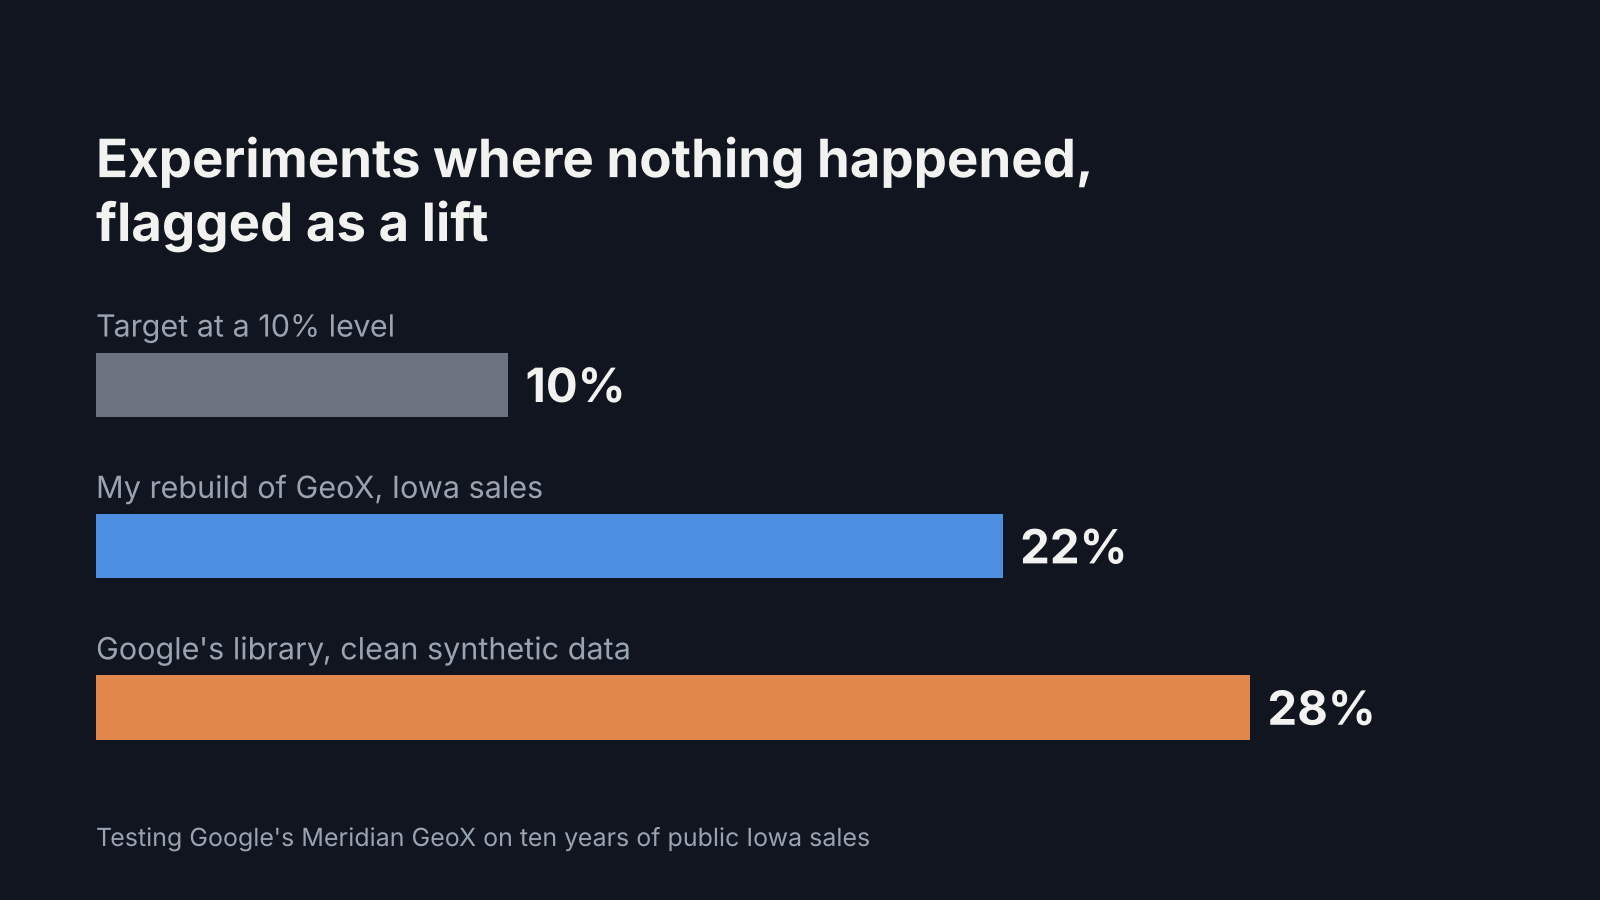 Experiments where nothing happened,
flagged as a lift
Target at a 10% level
10%
My rebuild of GeoX, Iowa sales
22%
Google's library, clean synthetic data
28%
Testing Google's Meridian GeoX on ten years of public Iowa sales